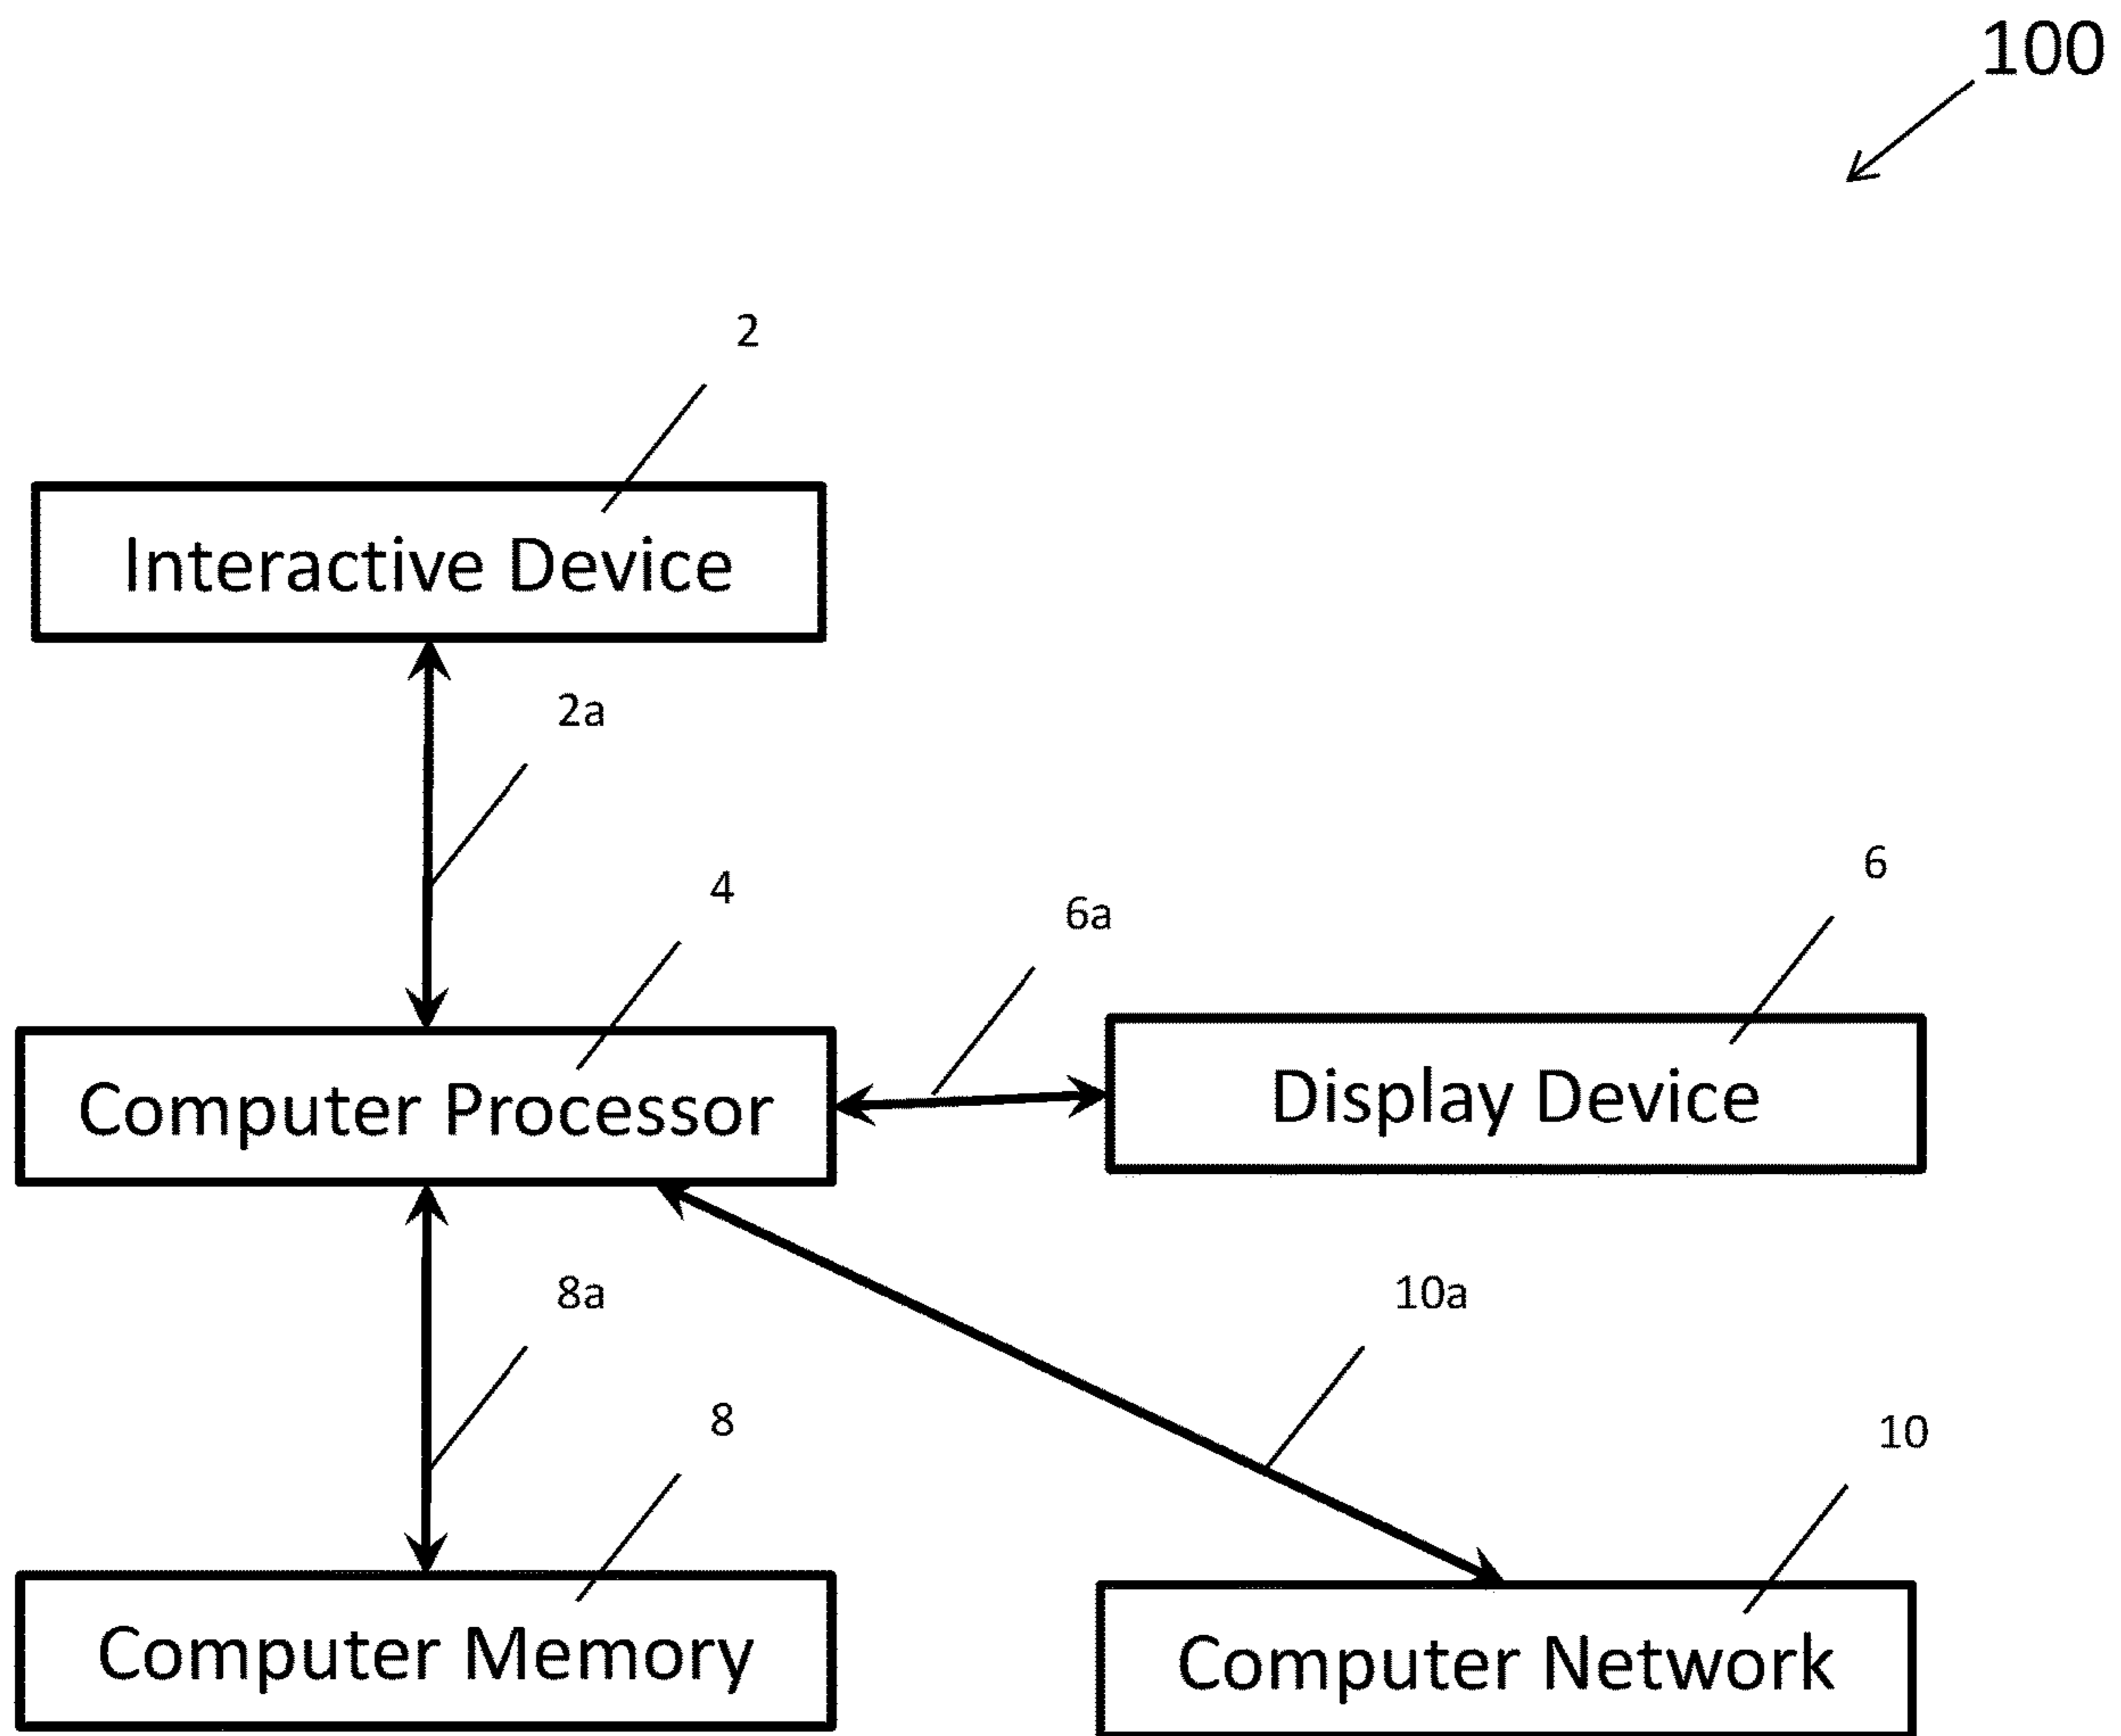 100
2
Interactive Device
2a
4
6a
6
Computer Processor
Display Device
8a
10a
8
10
Computer Memory
Computer Network